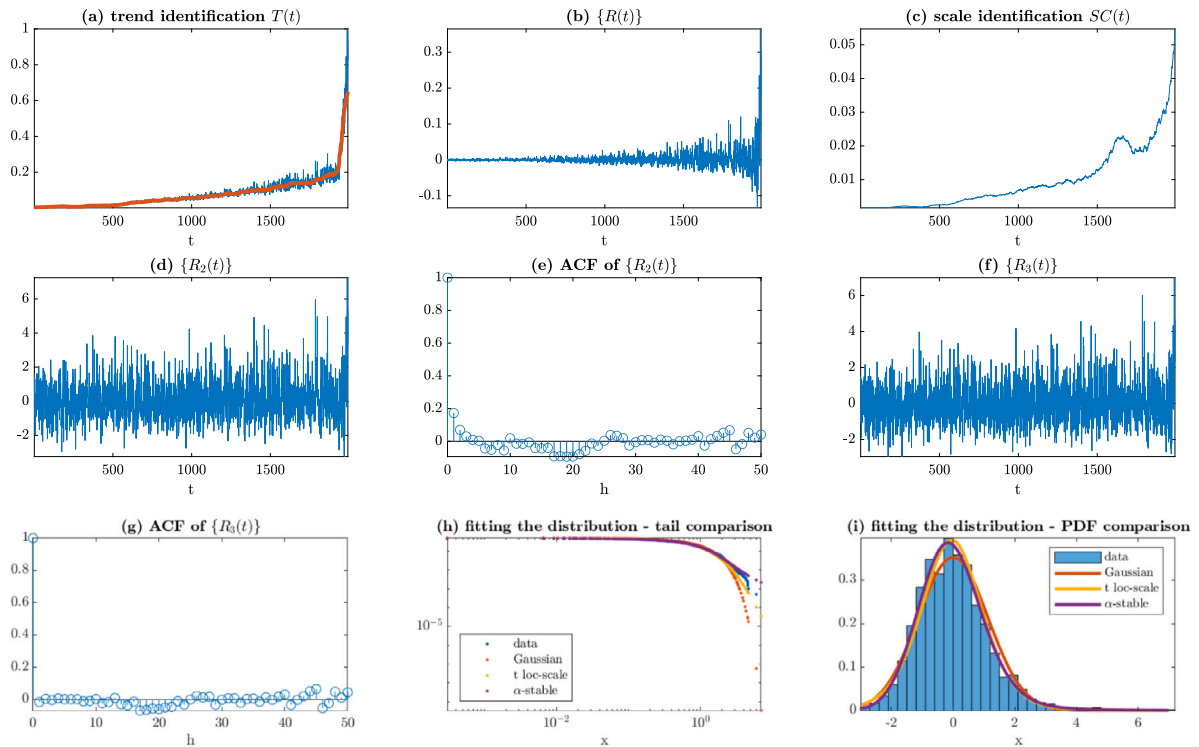 (a) trend identification T(t)
1
0.8
0.6
0.4
0.2
500 1000 1500
t
(b) {R(t)}
0.3
0.2
0.1
0
-0.1
500 1000 1500
t
(c) scale identification SC(t)
0.05
0.04
0.03
0.02
0.01
500 1000 1500
t
(d) {R₂(t)}
6
4
2
0
-2
500 1000 1500
t
(e) ACF of {R₂(t)}
1
0.8
0.6
0.4
0.2
0
0 10 20 30 40 50
h
(f) {R₃(t)}
6
4
2
0
-2
500 1000 1500
t
(g) ACF of {R₃(t)}
1
0.8
0.6
0.4
0.2
0
0 10 20 30 40 50
h
(h) fitting the distribution - tail comparison
10⁻⁵
data
Gaussian
t loc-scale
α-stable
10⁻² 10⁰
x
(i) fitting the distribution - PDF comparison
0.3
0.2
0.1
0
data
Gaussian
t loc-scale
α-stable
-2 0 2 4 6
x